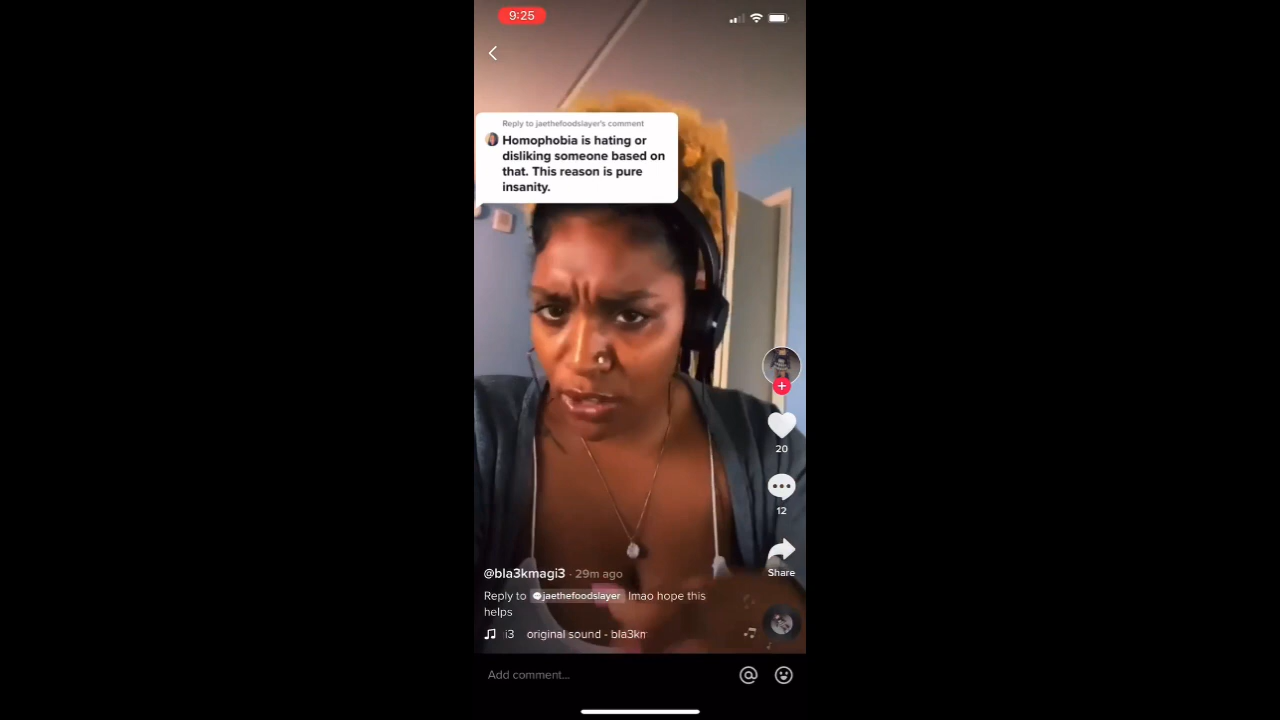 9:25
Reply to jaethefoodslayer's comment
Homophobia is hating or
disliking someone based on
that. This reason is pure
insanity.
20
12
Share
@bla3kmagi3 · 29m ago
Reply to jaethefoodslayer lmao hope this
helps
i3 original sound - bla3km
Add comment...